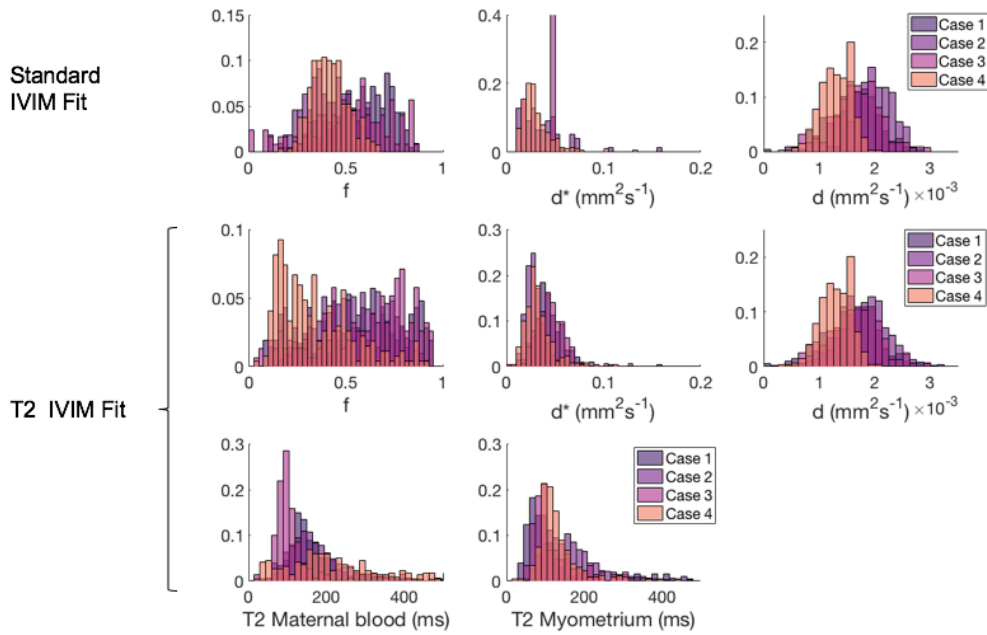 Standard
IVIM Fit
0.15
0.1
0.05
0
0
0.5
1
f
0.4
0.2
0
0
0.1
0.2
d* (mm²s⁻¹)
0.2
0.1
0
0
1
2
3
d (mm²s⁻¹) ×10⁻³
Case 1
Case 2
Case 3
Case 4
T2 IVIM Fit
0.1
0.05
0
0
0.5
1
f
0.3
0.2
0.1
0
0
0.1
0.2
d* (mm²s⁻¹)
0.2
0.1
0
0
1
2
3
d (mm²s⁻¹) ×10⁻³
Case 1
Case 2
Case 3
Case 4
0.3
0.2
0.1
0
0
200
400
T2 Maternal blood (ms)
0.3
0.2
0.1
0
0
200
400
T2 Myometrium (ms)
Case 1
Case 2
Case 3
Case 4